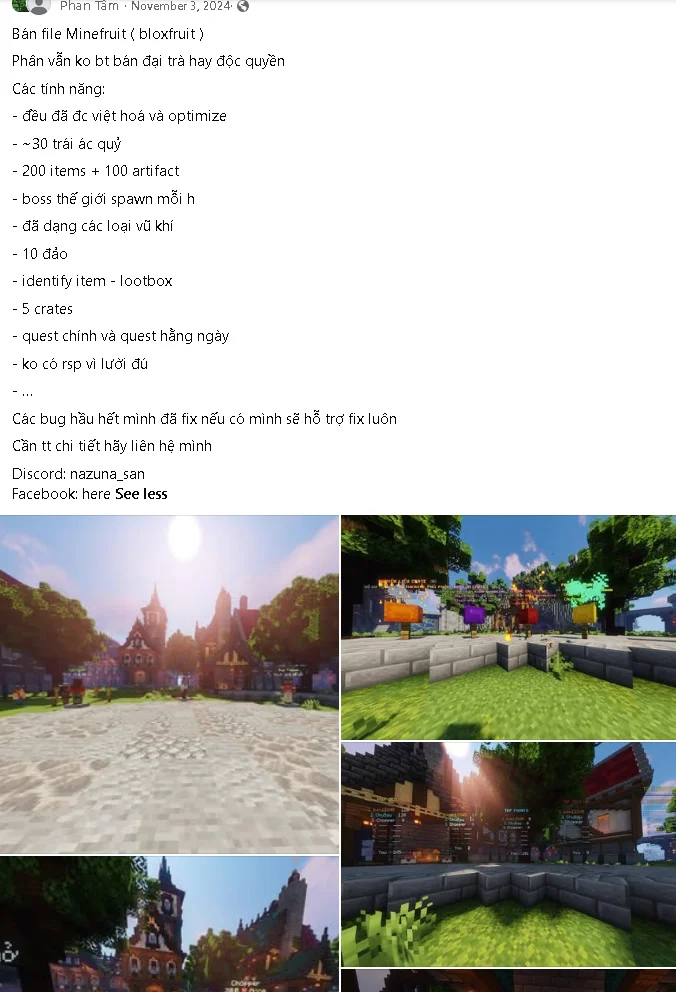 Phan Tâm · November 3, 2024 ·
Bán file Minefruit ( bloxfruit )
Phân vẫn ko bt bán đại trà hay độc quyền
Các tính năng:
- đều đã đc việt hoá và optimize
- ~30 trái ác quỷ
- 200 items + 100 artifact
- boss thế giới spawn mỗi h
- đã dạng các loại vũ khí
- 10 đảo
- identify item - lootbox
- 5 crates
- quest chính và quest hằng ngày
- ko có rsp vì lười đú
- ...
Các bug hầu hết mình đã fix nếu có mình sẽ hỗ trợ fix luôn
Cần tt chi tiết hãy liên hệ mình
Discord: nazuna_san
Facebook: here See less
Chopper